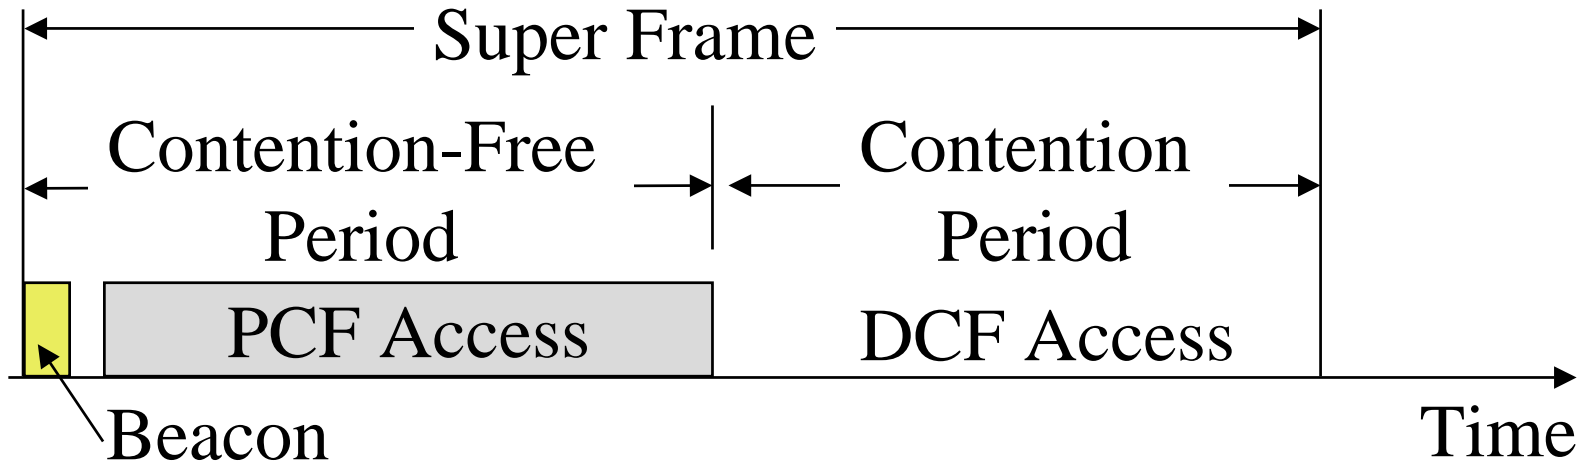 Super Frame
Contention-Free
Period
Contention
Period
PCF Access
DCF Access
Beacon
Time